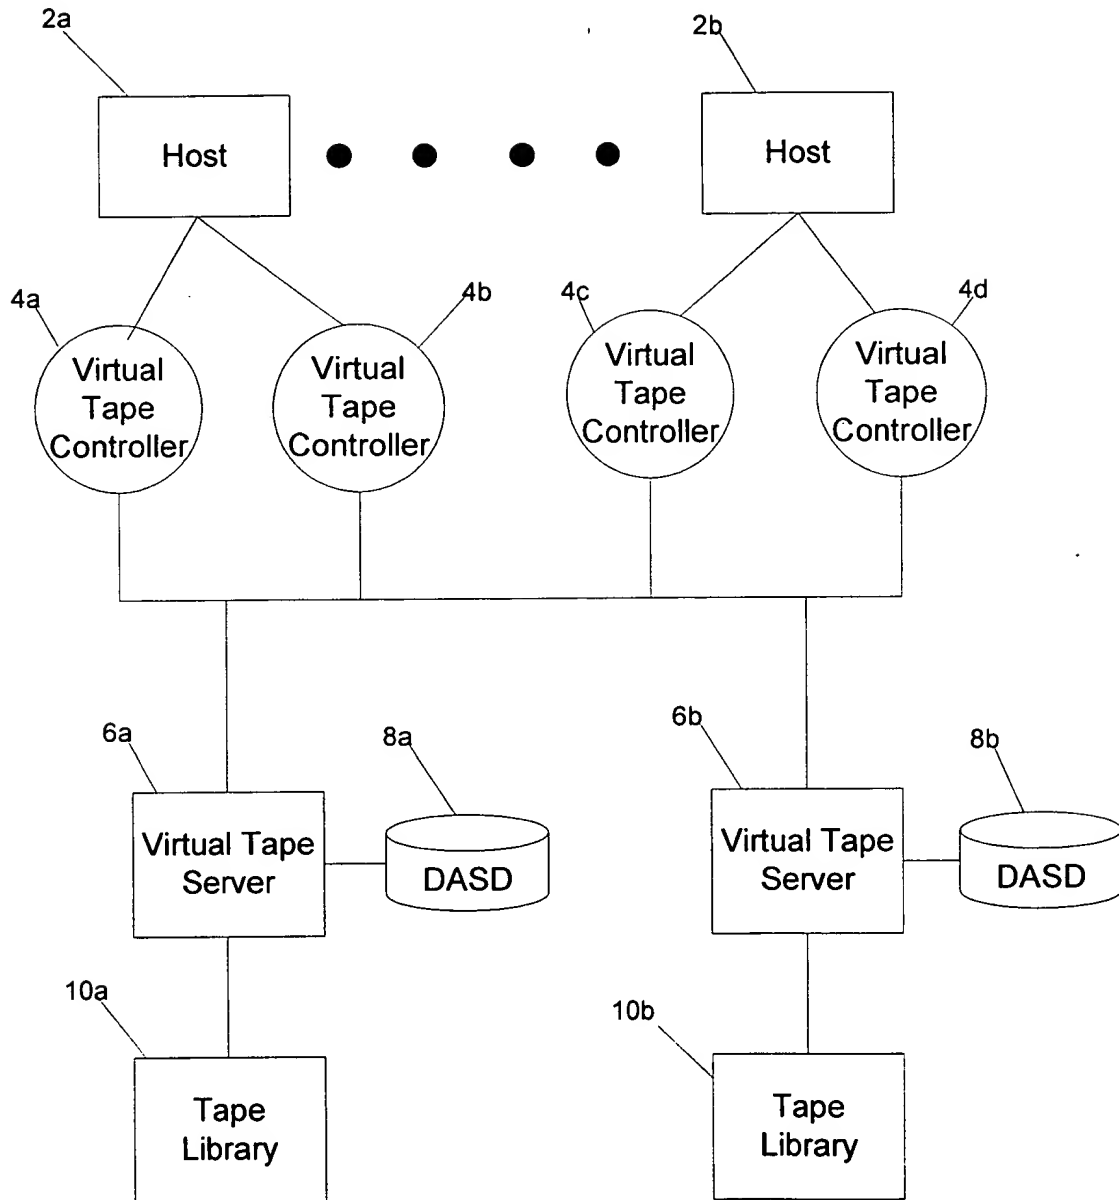 2a
2b
Host
Host
4a
4b
4c
4d
Virtual
Tape
Controller
Virtual
Tape
Controller
Virtual
Tape
Controller
Virtual
Tape
Controller
6a
8a
6b
8b
Virtual Tape
Server
DASD
Virtual Tape
Server
DASD
10a
10b
Tape
Library
Tape
Library